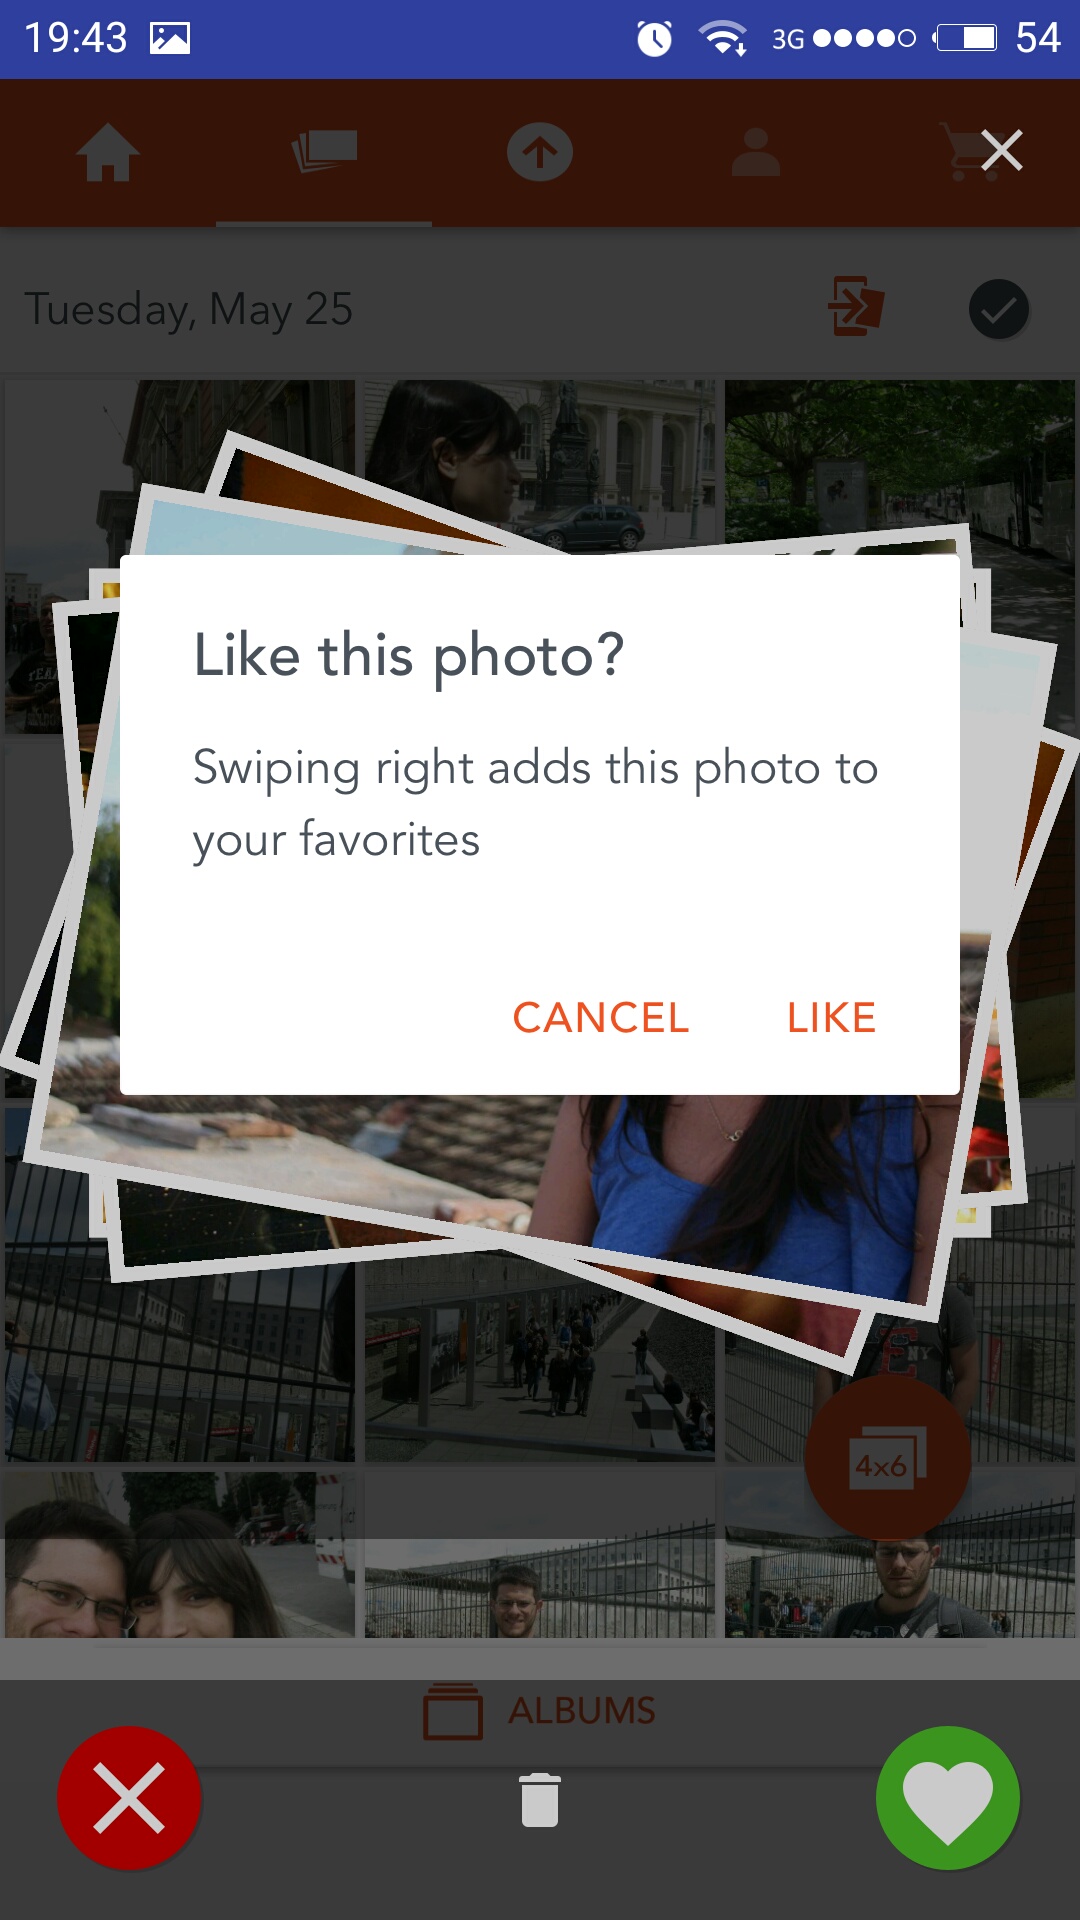 19:43
3G
54
Tuesday, May 25
Like this photo?
Swiping right adds this photo to
your favorites
CANCEL
LIKE
NY
4x6
ALBUMS